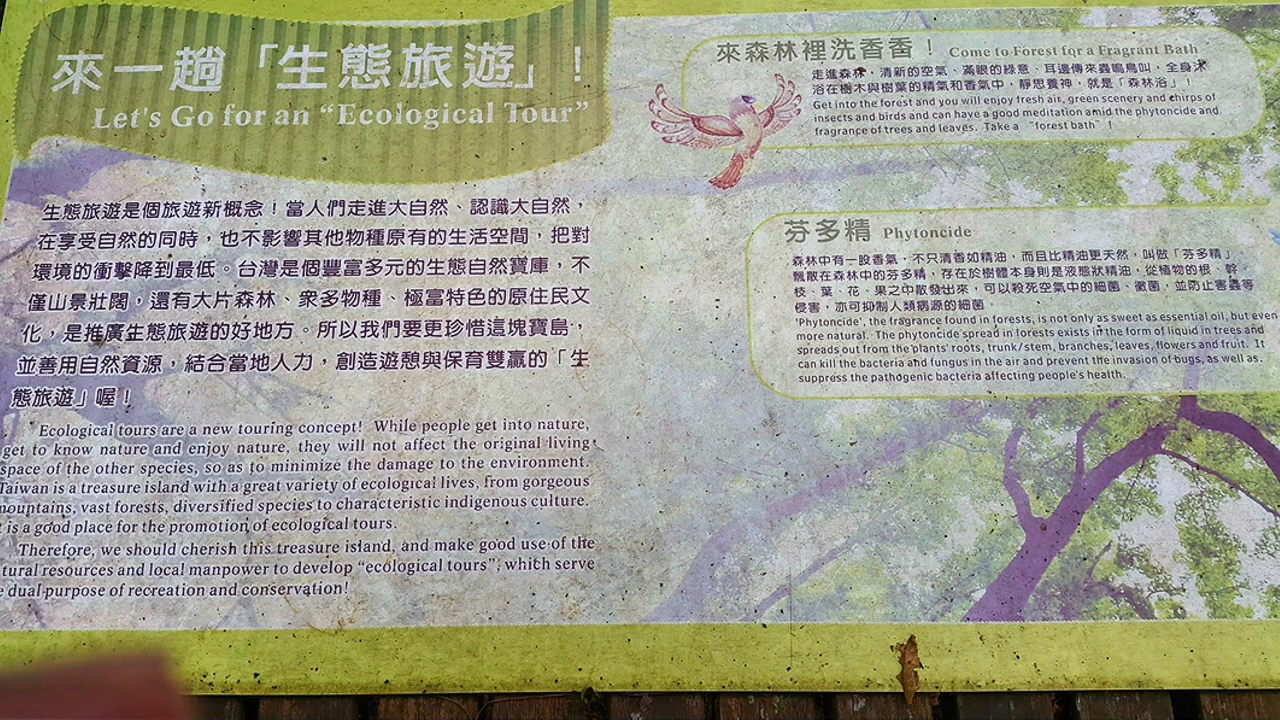 來一趟「生態旅遊」！
Let's Go for an “Ecological Tour”
生態旅遊是個旅遊新概念！當人們走進大自然、認識大自然，
在享受自然的同時，也不影響其他物種原有的生活空間，把對
環境的衝擊降到最低。台灣是個豐富多元的生態自然寶庫，不
僅山景壯闊，還有大片森林、眾多物種、極富特色的原住民文
化，是推廣生態旅遊的好地方。所以我們要更珍惜這塊寶島，
並善用自然資源，結合當地人力，創造遊憩與保育雙贏的「生
態旅遊」喔！
Ecological tours are a new touring concept! While people get into nature,
get to know nature and enjoy nature, they will not affect the original living
space of the other species, so as to minimize the damage to the environment.
Taiwan is a treasure island with a great variety of ecological lives, from gorgeous
mountains, vast forests, diversified species to characteristic indigenous culture.
t is a good place for the promotion of ecological tours.
Therefore, we should cherish this treasure island, and make good use of the
tural resources and local manpower to develop “ecological tours”, which serve
e dual purpose of recreation and conservation!
來森林裡洗香香！ Come to Forest for a Fragrant Bath
走進森林，清新的空氣、滿眼的綠意、耳邊傳來蟲鳴鳥叫，全身沐
浴在樹木與樹葉的精氣和香氣中，靜思養神，就是「森林浴」！
Get into the forest and you will enjoy fresh air, green scenery and chirps of
insects and birds and can have a good meditation amid the phytoncide and
fragrance of trees and leaves. Take a “forest bath”！
芬多精 Phytoncide
森林中有一股香氣，不只清香如精油，而且比精油更天然，叫做「芬多精」
飄散在森林中的芬多精，存在於樹體本身則是液態狀精油，從植物的根、幹、
枝、葉、花、果之中散發出來，可以殺死空氣中的細菌、黴菌，並防止害蟲等
侵害，亦可抑制人類病源的細菌
'Phytoncide', the fragrance found in forests, is not only as sweet as essential oil, but even
more natural. The phytoncide spread in forests exists in the form of liquid in trees and
spreads out from the plants' roots, trunk/stem, branches, leaves, flowers and fruit. It
can kill the bacteria and fungus in the air and prevent the invasion of bugs, as well as
suppress the pathogenic bacteria affecting people's health.